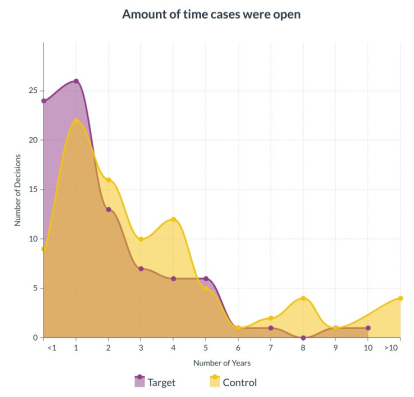 Amount of time cases were open
Number of Decisions
25
20
15
10
5
0
<1 1 2 3 4 5 6 7 8 9 10 >10
Number of Years
Target Control